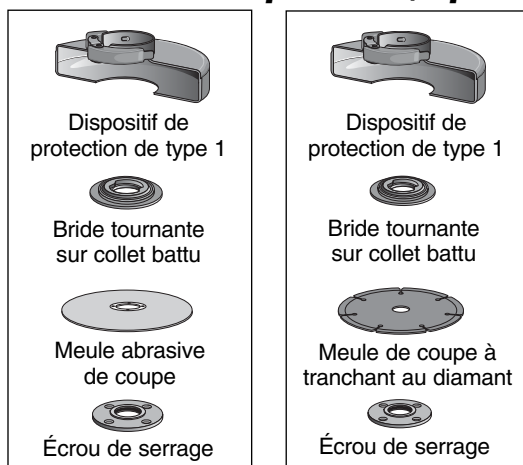 Dispositif de
protection de type 1
Bride tournante
sur collet battu
Meule abrasive
de coupe
Écrou de serrage
Dispositif de
protection de type 1
Bride tournante
sur collet battu
Meule de coupe à
tranchant au diamant
Écrou de serrage